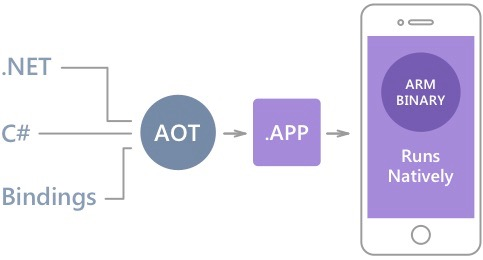 .NET
C#
Bindings
AOT
.APP
ARM
BINARY
Runs
Natively